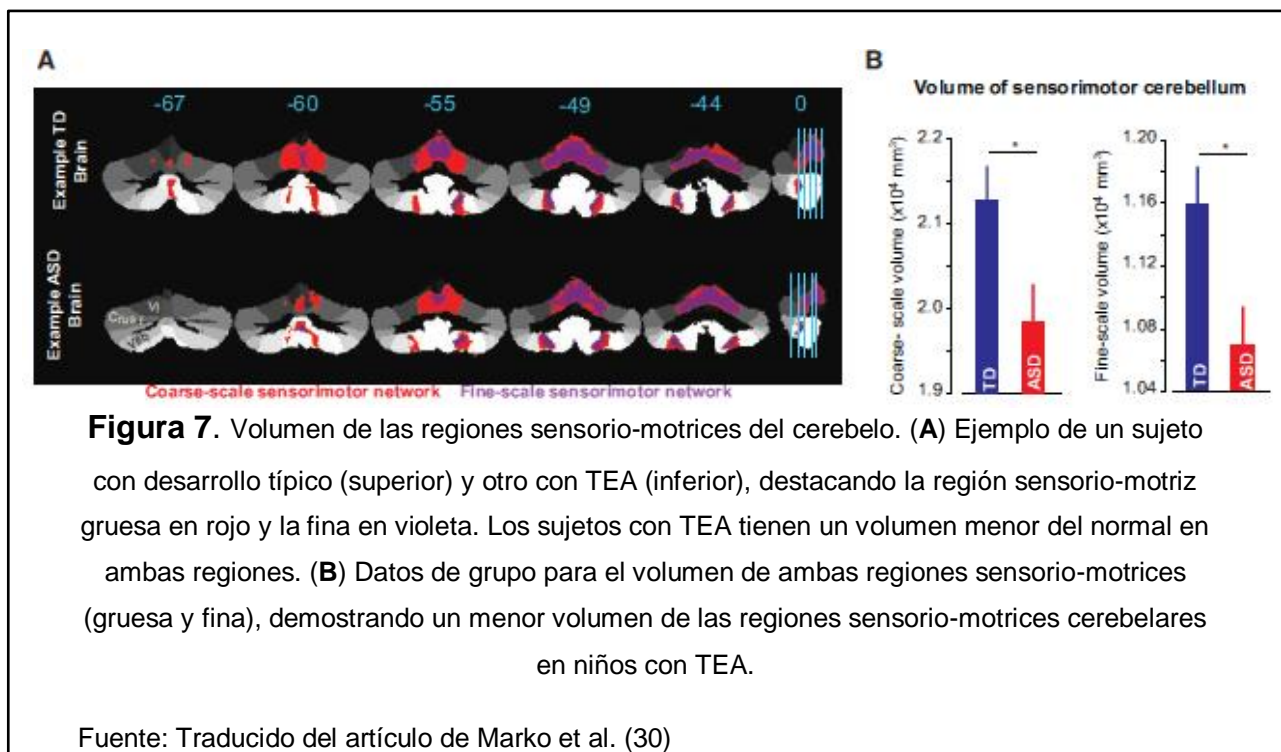 A
B
Volume of sensorimotor cerebellum
-67 -60 -55 -49 -44 0
Example TD
Brain
Example ASD
Brain
VI
Crus I
VIIb
Coarse-scale sensorimotor network Fine-scale sensorimotor network
Coarse- scale volume (x10⁴ mm³)
2.2
2.1
2.0
1.9
*
TD
ASD
Fine-scale volume (x10⁴ mm³)
1.20
1.16
1.12
1.08
1.04
*
TD
ASD
Figura 7. Volumen de las regiones sensorio-motrices del cerebelo. (A) Ejemplo de un sujeto
con desarrollo típico (superior) y otro con TEA (inferior), destacando la región sensorio-motriz
gruesa en rojo y la fina en violeta. Los sujetos con TEA tienen un volumen menor del normal en
ambas regiones. (B) Datos de grupo para el volumen de ambas regiones sensorio-motrices
(gruesa y fina), demostrando un menor volumen de las regiones sensorio-motrices cerebelares
en niños con TEA.
Fuente: Traducido del artículo de Marko et al. (30)